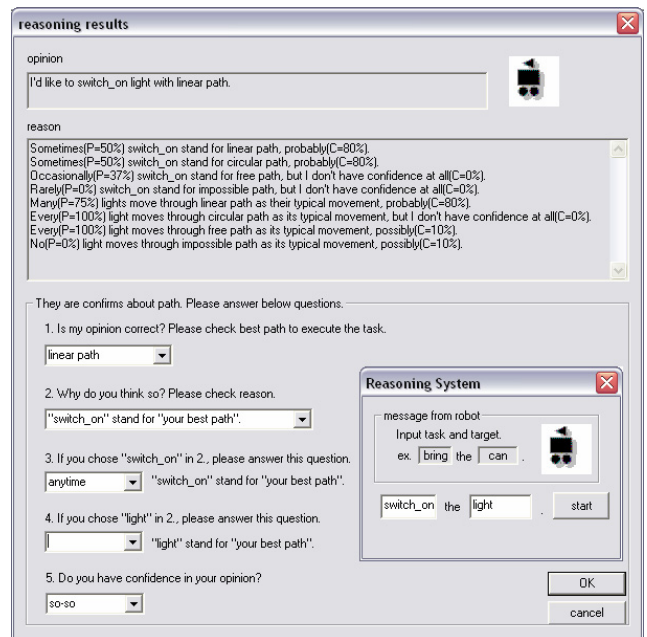 reasoning results
opinion
I'd like to switch_on light with linear path.
reason
Sometimes(P=50%) switch_on stand for linear path, probably(C=80%).
Sometimes(P=50%) switch_on stand for circular path, probably(C=80%).
Occasionally(P=37%) switch_on stand for free path, but I don't have confidence at all(C=0%).
Rarely(P=0%) switch_on stand for impossible path, but I don't have confidence at all(C=0%).
Many(P=75%) lights move through linear path as their typical movement, probably(C=80%).
Every(P=100%) light moves through circular path as its typical movement, but I don't have confidence at all(C=0%).
Every(P=100%) light moves through free path as its typical movement, possibly(C=10%).
No(P=0%) light moves through impossible path as its typical movement, possibly(C=10%).
They are confirms about path. Please answer below questions.
1. Is my opinion correct? Please check best path to execute the task.
linear path
2. Why do you think so? Please check reason.
"switch_on" stand for "your best path".
3. If you chose "switch_on" in 2., please answer this question.
anytime "switch_on" stand for "your best path".
4. If you chose "light" in 2., please answer this question.
"light" stand for "your best path".
5. Do you have confidence in your opinion?
so-so
Reasoning System
message from robot
Input task and target.
ex. bring the can .
switch_on the light . start
OK
cancel